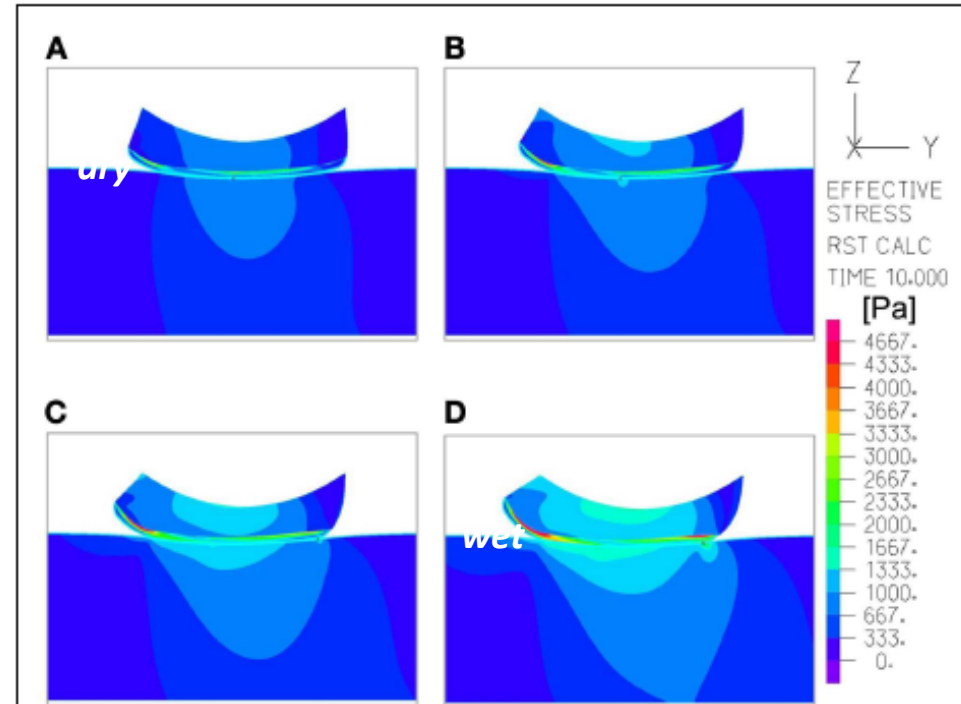 A
B
dry
Z
X
Y
EFFECTIVE
STRESS
RST CALC
TIME 10.000
[Pa]
4667.
4333.
4000.
3667.
3333.
3000.
2667.
2333.
2000.
1667.
1333.
1000.
667.
333.
0.
C
D
wet